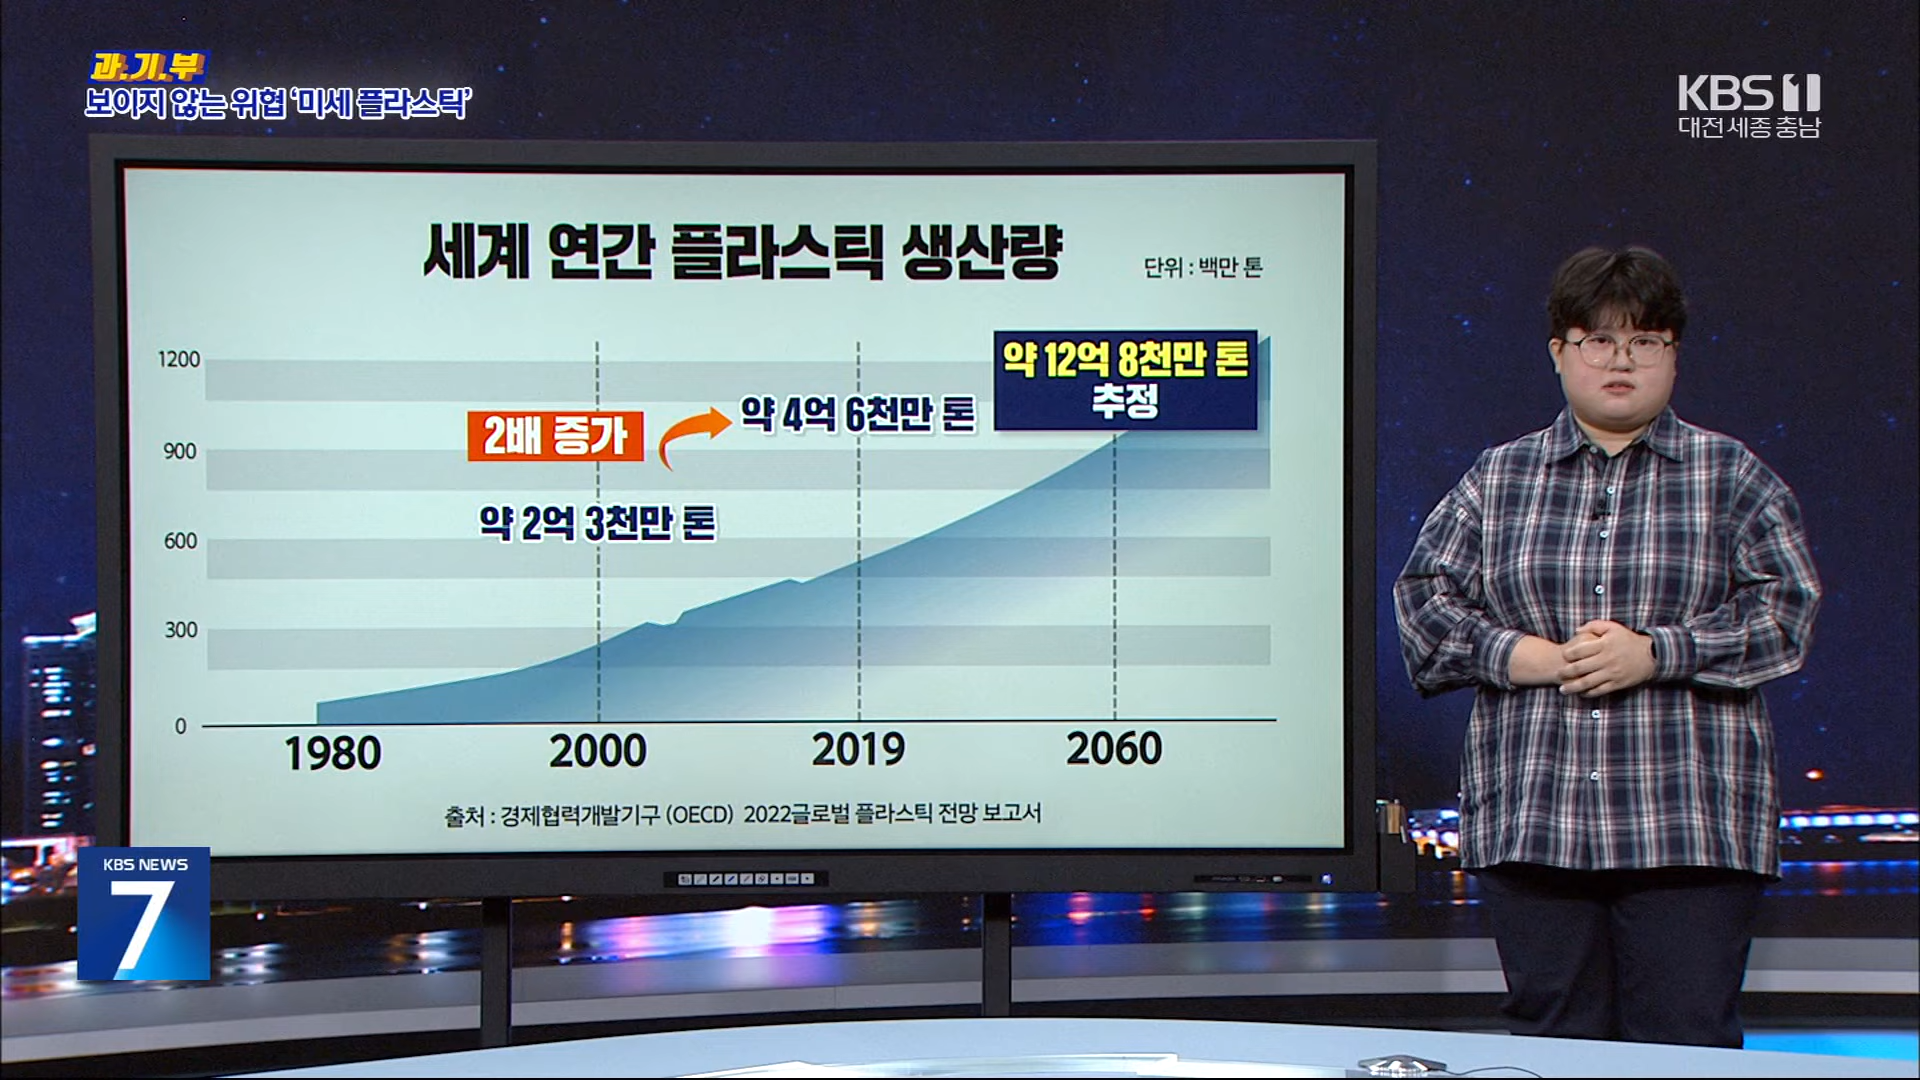 과.기.부
보이지 않는 위협 '미세 플라스틱'
KBS 1
대전 세종 충남
세계 연간 플라스틱 생산량
단위 : 백만 톤
1200
900
600
300
0
2배 증가
약 4억 6천만 톤
약 12억 8천만 톤
추정
약 2억 3천만 톤
1980
2000
2019
2060
출처 : 경제협력개발기구 (OECD) 2022글로벌 플라스틱 전망 보고서
KBS NEWS
7